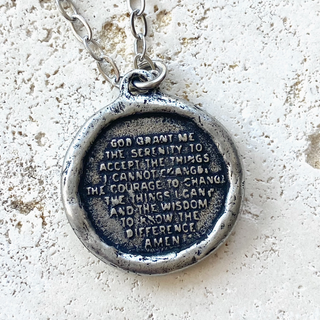 GOD GRANT ME
THE SERENITY TO
ACCEPT THE THINGS
I CANNOT CHANGE,
THE COURAGE TO CHANGE
THE THINGS I CAN,
AND THE WISDOM
TO KNOW THE
DIFFERENCE
AMEN